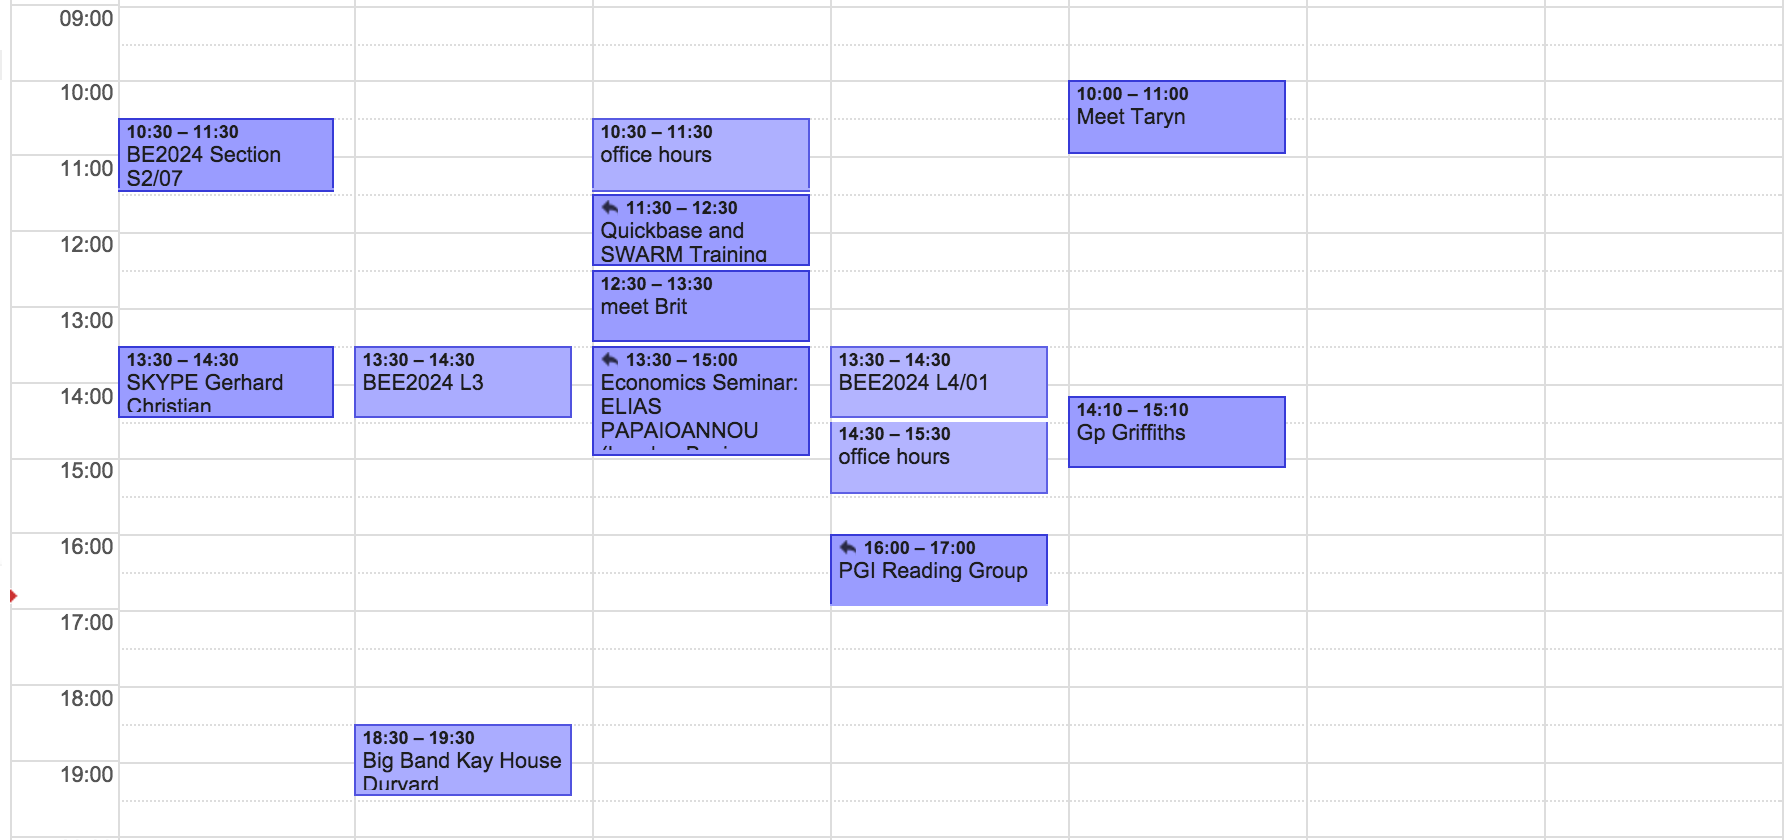 09:00
10:00
11:00
12:00
13:00
14:00
15:00
16:00
17:00
18:00
19:00
10:30 – 11:30
BE2024 Section
S2/07
13:30 – 14:30
SKYPE Gerhard
Christian
13:30 – 14:30
BEE2024 L3
18:30 – 19:30
Big Band Kay House
Duryard
10:30 – 11:30
office hours
11:30 – 12:30
Quickbase and
SWARM Training
12:30 – 13:30
meet Brit
13:30 – 15:00
Economics Seminar:
ELIAS
PAPAIOANNOU
13:30 – 14:30
BEE2024 L4/01
14:30 – 15:30
office hours
16:00 – 17:00
PGI Reading Group
10:00 – 11:00
Meet Taryn
14:10 – 15:10
Gp Griffiths